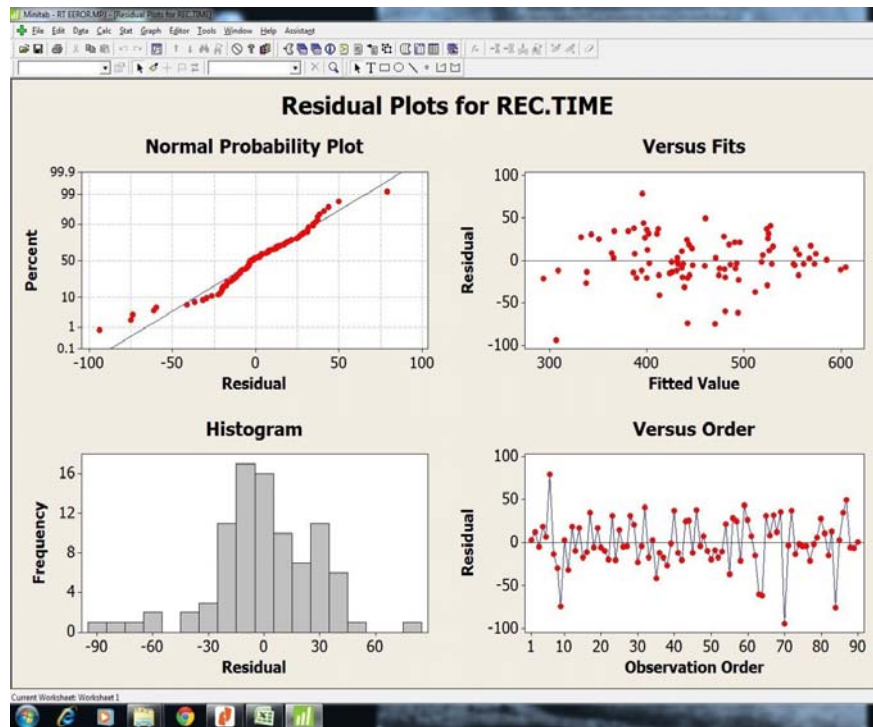 Minitab - RT EEROR.MPJ - [Residual Plots for REC.TIME]
File Edit Data Calc Stat Graph Editor Tools Window Help Assistant
Residual Plots for REC.TIME
Normal Probability Plot
99.9
99
90
50
10
1
0.1
Percent
-100 -50 0 50 100
Residual
Versus Fits
100
50
0
-50
-100
Residual
300 400 500 600
Fitted Value
Histogram
16
12
8
4
0
Frequency
-90 -60 -30 0 30 60
Residual
Versus Order
100
50
0
-50
-100
Residual
1 10 20 30 40 50 60 70 80 90
Observation Order
Current Worksheet: Worksheet 1